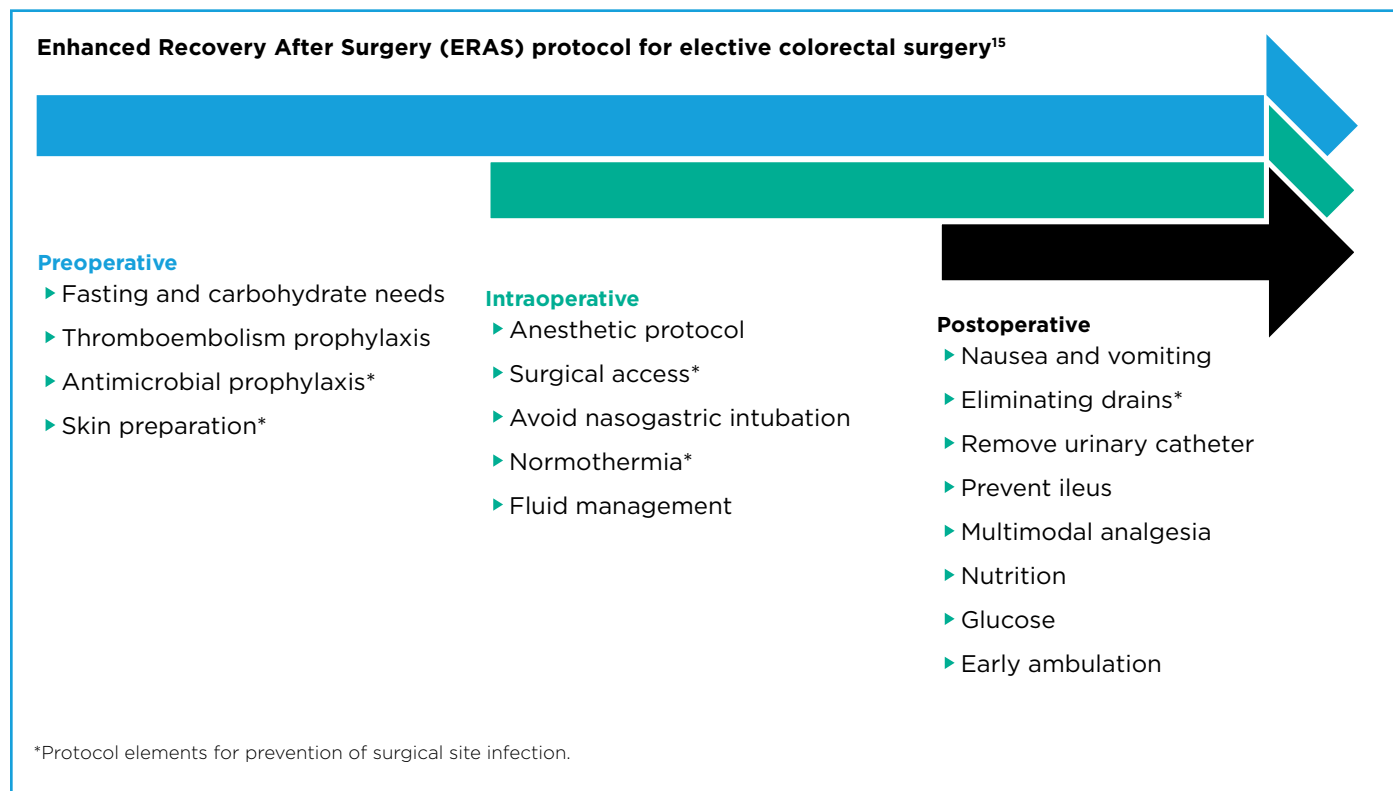 Enhanced Recovery After Surgery (ERAS) protocol for elective colorectal surgery15
Preoperative
Fasting and carbohydrate needs
Thromboembolism prophylaxis
Antimicrobial prophylaxis*
Skin preparation*
Intraoperative
Anesthetic protocol
Surgical access*
Avoid nasogastric intubation
Normothermia*
Fluid management
Postoperative
Nausea and vomiting
Eliminating drains*
Remove urinary catheter
Prevent ileus
Multimodal analgesia
Nutrition
Glucose
Early ambulation
*Protocol elements for prevention of surgical site infection.